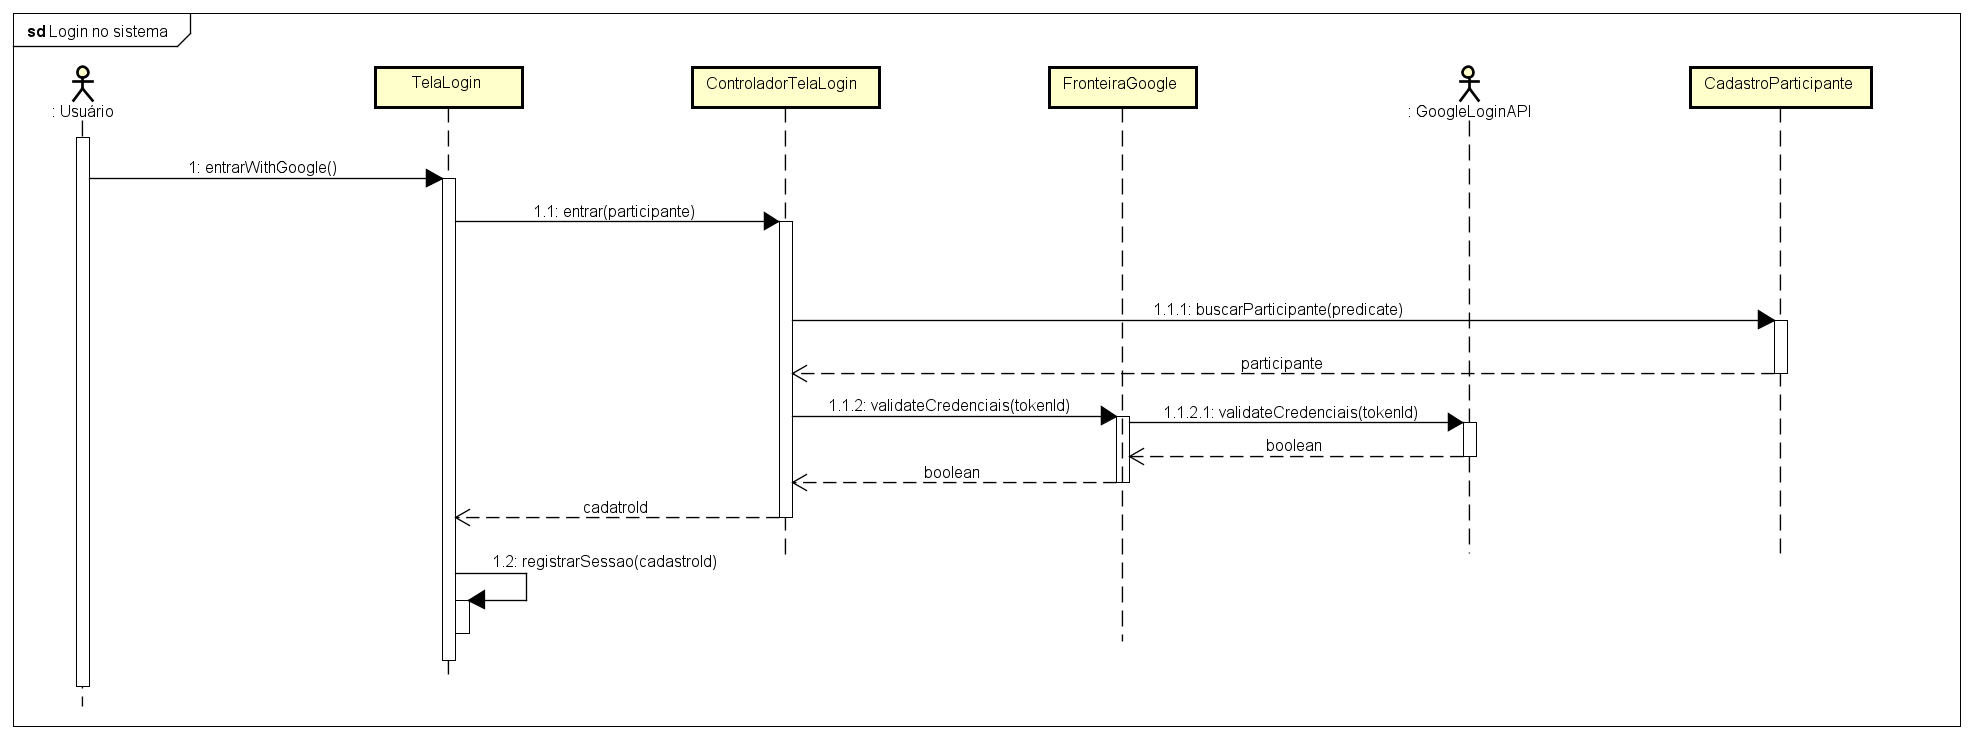 sd Login no sistema
: Usuário
TelaLogin
ControladorTelaLogin
FronteiraGoogle
: GoogleLoginAPI
CadastroParticipante
1: entrarWithGoogle()
1.1: entrar(participante)
1.1.1: buscarParticipante(predicate)
participante
1.1.2: validateCredenciais(tokenId)
1.1.2.1: validateCredenciais(tokenId)
boolean
boolean
cadatroId
1.2: registrarSessao(cadastroId)